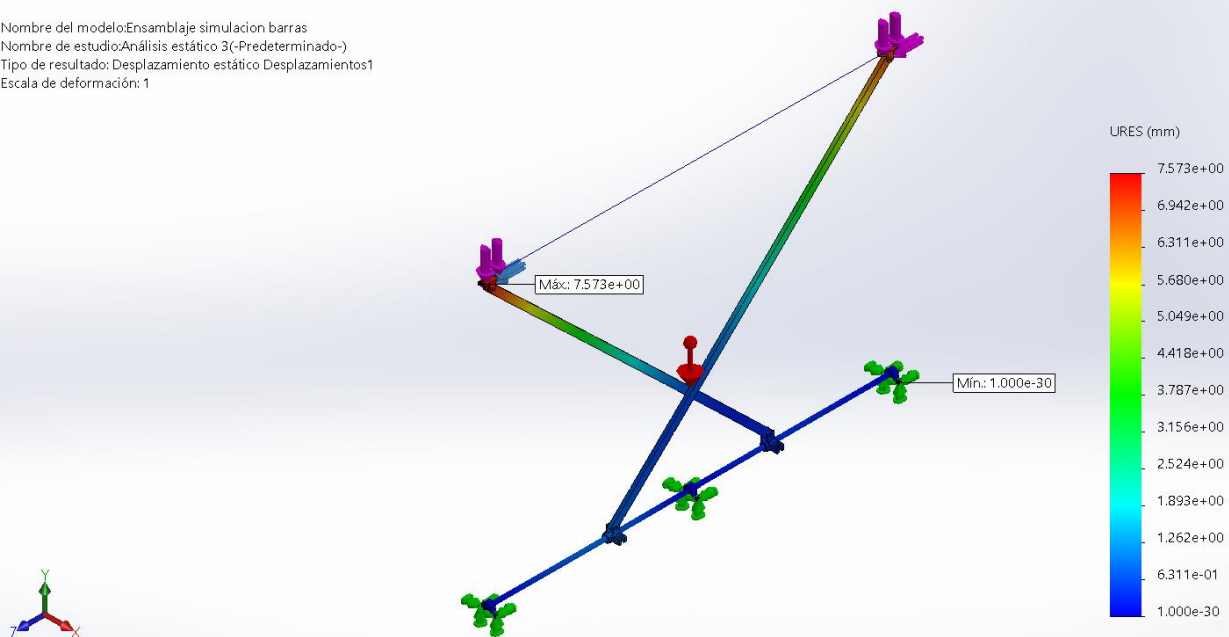 Nombre del modelo:Ensamblaje simulacion barras
Nombre de estudio:Análisis estático 3(-Predeterminado-)
Tipo de resultado: Desplazamiento estático Desplazamientos1
Escala de deformación: 1
URES (mm)
7.573e+00
6.942e+00
6.311e+00
5.680e+00
5.049e+00
4.418e+00
3.787e+00
3.156e+00
2.524e+00
1.893e+00
1.262e+00
6.311e-01
1.000e-30
Máx.: 7.573e+00
Mín.: 1.000e-30
Y
Z
X